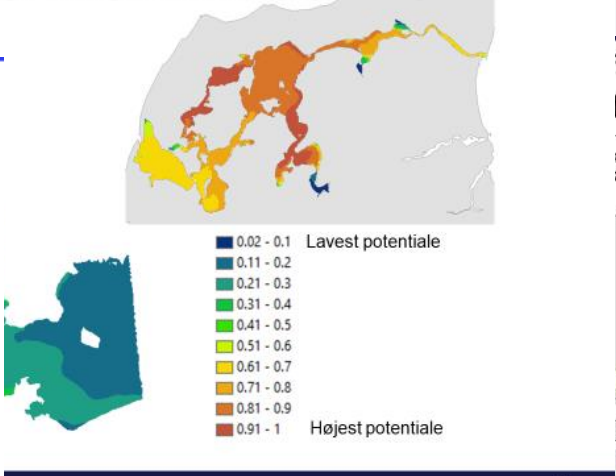 0.02 - 0.1 Lavest potentiale
0.11 - 0.2
0.21 - 0.3
0.31 - 0.4
0.41 - 0.5
0.51 - 0.6
0.61 - 0.7
0.71 - 0.8
0.81 - 0.9
0.91 - 1 Højest potentiale